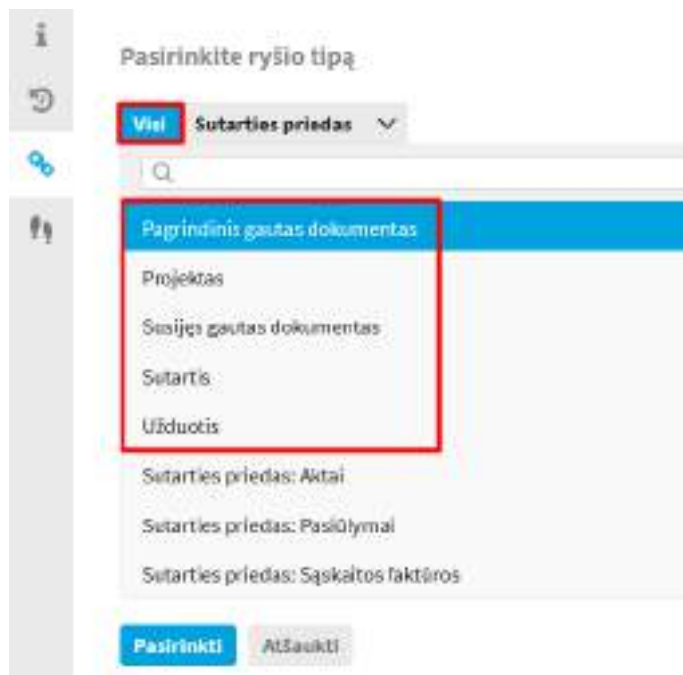 Pasirinkite ryšio tipą
Visi Sutarties priedas
Pagrindinis gautas dokumentas
Projektas
Susijęs gautas dokumentas
Sutartis
Užduotis
Sutarties priedas: Aktai
Sutarties priedas: Pasiūlymai
Sutarties priedas: Sąskaitos faktūros
Pasirinkti Atšaukti